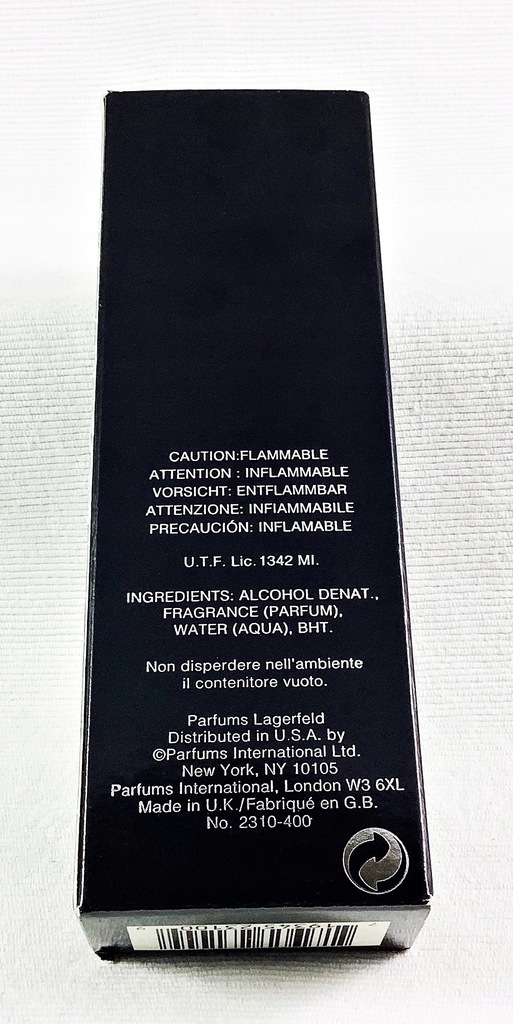 CAUTION:FLAMMABLE
ATTENTION : INFLAMMABLE
VORSICHT: ENTFLAMMBAR
ATTENZIONE: INFIAMMABILE
PRECAUCIÓN: INFLAMABLE
U.T.F. Lic. 1342 MI.
INGREDIENTS: ALCOHOL DENAT.,
FRAGRANCE (PARFUM),
WATER (AQUA), BHT.
Non disperdere nell'ambiente
il contenitore vuoto.
Parfums Lagerfeld
Distributed in U.S.A. by
©Parfums International Ltd.
New York, NY 10105
Parfums International, London W3 6XL
Made in U.K./Fabriqué en G.B.
No. 2310-400